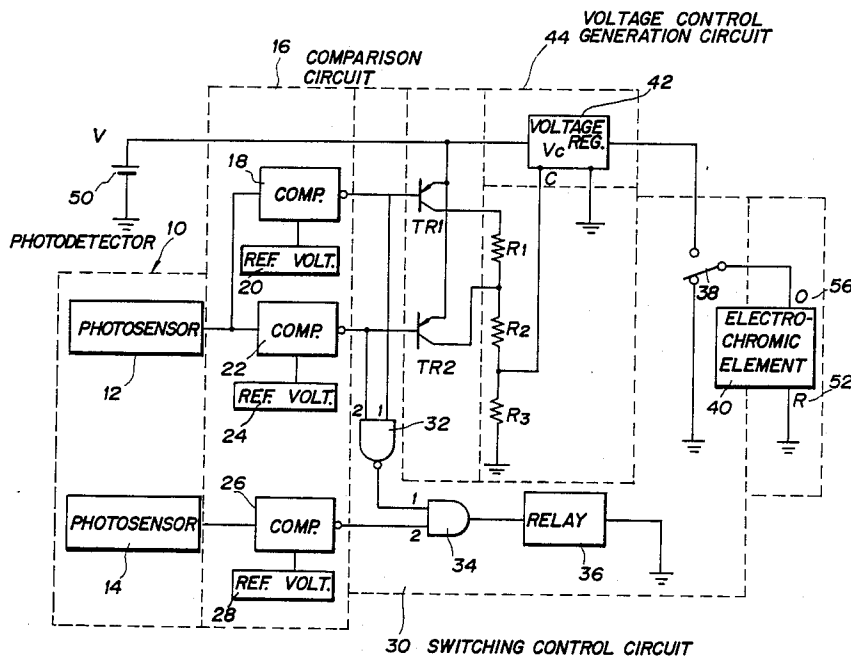 VOLTAGE CONTROL
GENERATION CIRCUIT
44
16
COMPARISON
CIRCUIT
42
VOLTAGE
REG.
Vc
C
V
50
18
COMP.
TR1
REF. VOLT.
20
R1
PHOTODETECTOR
10
PHOTOSENSOR
12
COMP.
22
TR2
R2
REF. VOLT.
24
2
1
32
R3
38
O
56
ELECTRO-
CHROMIC
ELEMENT
40
R
52
26
PHOTOSENSOR
14
COMP.
1
2
34
RELAY
36
REF. VOLT.
28
30 SWITCHING CONTROL CIRCUIT